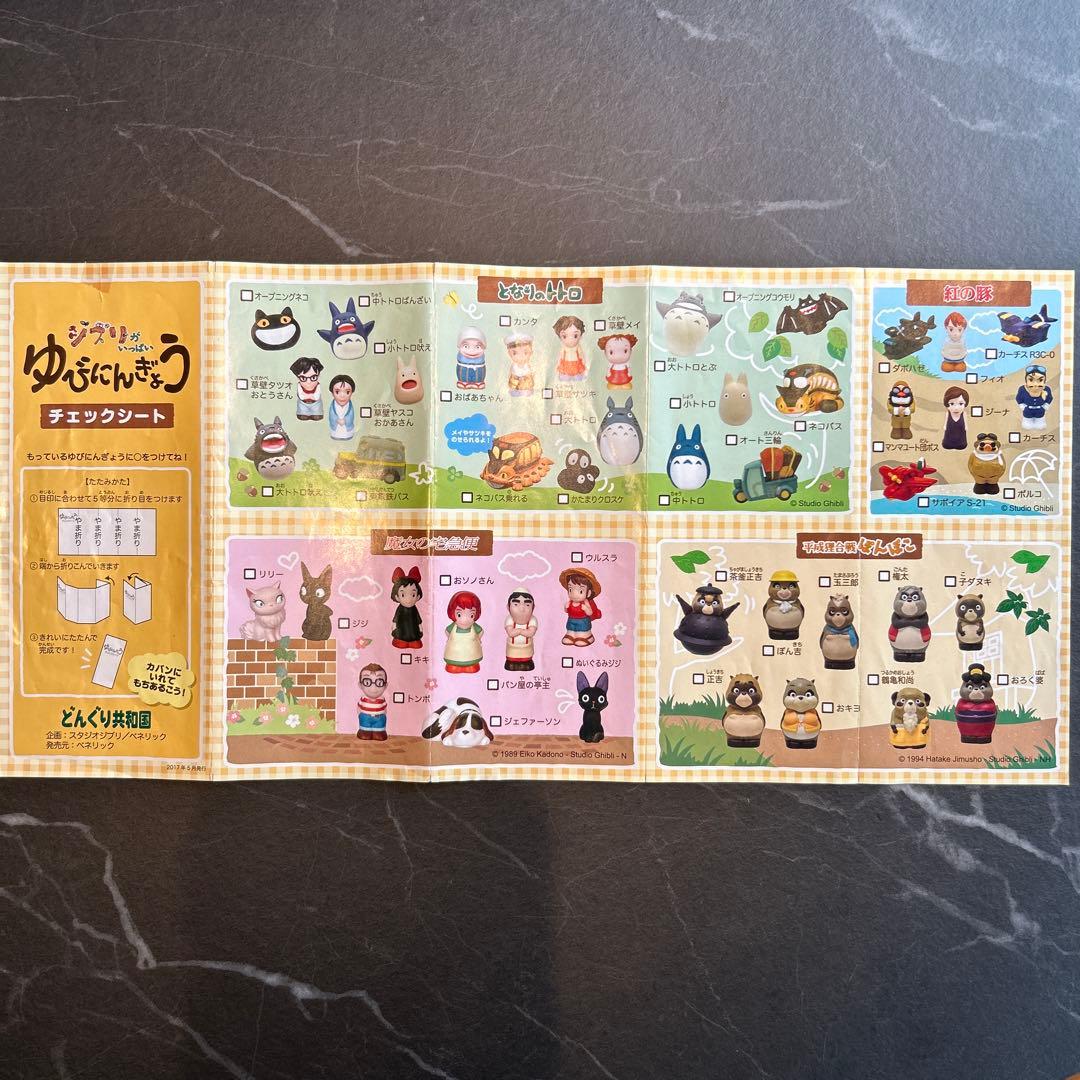 ジブリが
いっぱい
ゆびにんぎょう
チェックシート
もっているゆびにんぎょうに○をつけてね！
【たたみかた】
①目印に合わせて5等分に折り目をつけます
やま折り
やま折り
やま折り
やま折り
②端から折りこんでいきます
③きれいにたたんで
完成です！
カバンに
いれて
もちあるこう！
どんぐり共和国
企画：スタジオジブリ／ベネリック
発売元：ベネリック
2017年5月発行
となりのトトロ
オープニングネコ
中トトロばんざい
小トトロ吠え
草壁タツオ
おとうさん
草壁ヤスコ
おかあさん
大トトロ吠え
東電鉄バス
カンタ
草壁メイ
おばあちゃん
草壁サツキ
大トトロ
メイやサツキを
のせられるよ！
ネコバス乗れる
かたまりクロスケ
オープニングコウモリ
大トトロとぶ
小トトロ
ネコバス
オート三輪
中トトロ
© Studio Ghibli
紅の豚
カーチス R3C-0
ダボハゼ
フィオ
ジーナ
マンマユート団ボス
カーチス
ポルコ
サボイア S-21
© Studio Ghibli
魔女の宅急便
リリー
ジジ
キキ
トンボ
おソノさん
ウルスラ
パン屋の亭主
ぬいぐるみジジ
ジェファーソン
© 1989 Eiko Kadono - Studio Ghibli - N
平成狸合戦ぽんぽこ
茶釜正吉
玉三郎
権太
子ダヌキ
ぽん吉
正吉
おキヨ
鶴亀和尚
おろく婆
© 1994 Hatake Jimusho - Studio Ghibli - NH